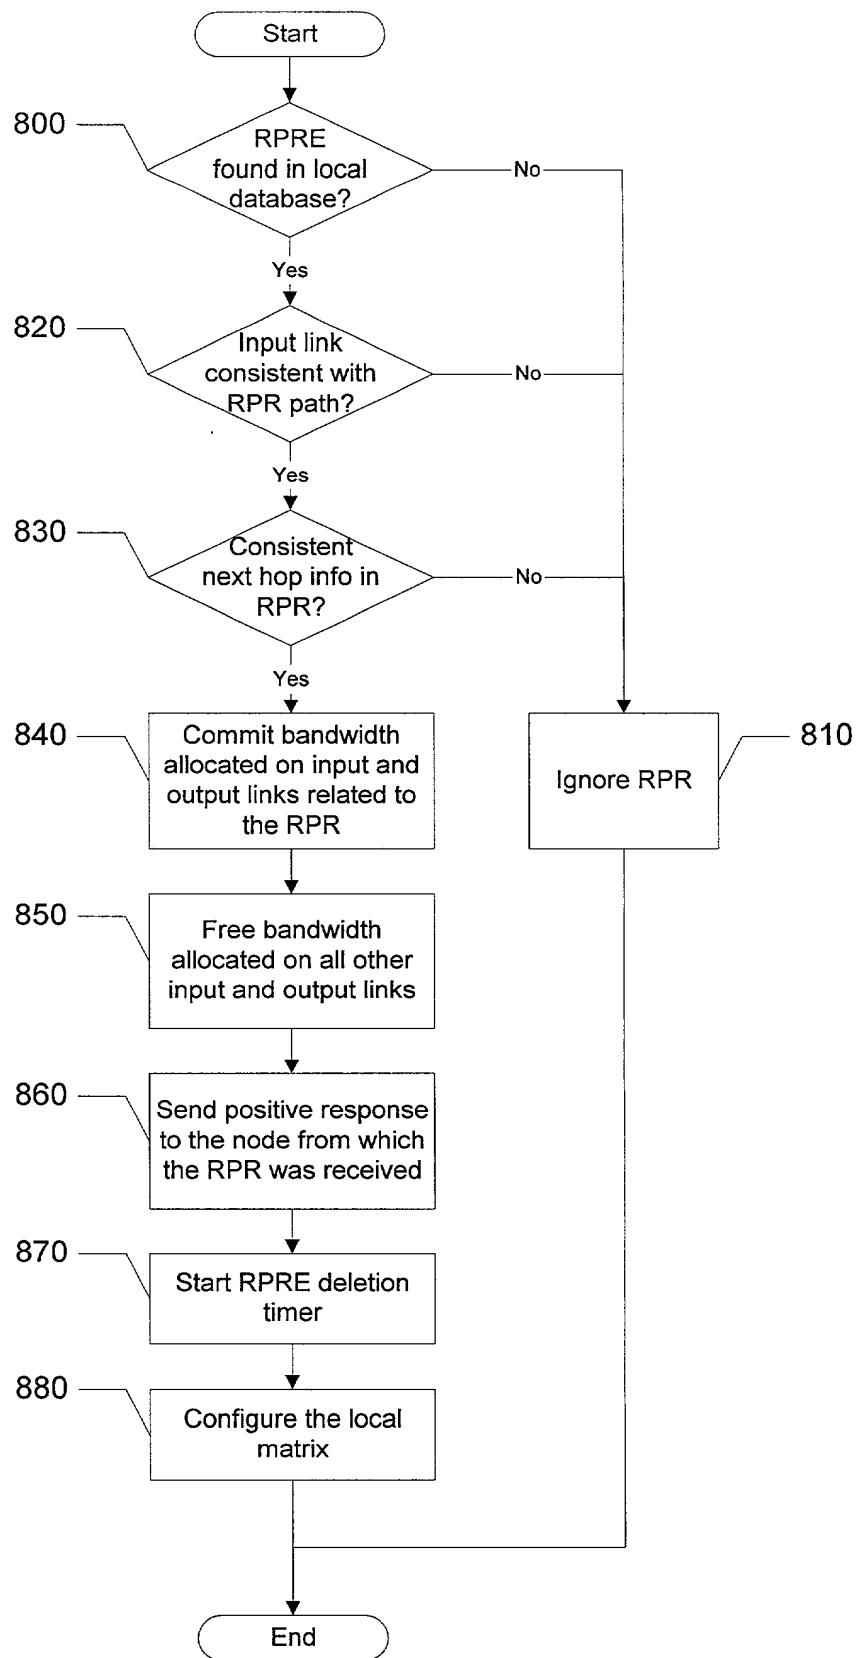 Start
800
RPRE
found in local
database?
No
Yes
820
Input link
consistent with
RPR path?
No
Yes
830
Consistent
next hop info in
RPR?
No
Yes
840
Commit bandwidth
allocated on input and
output links related to
the RPR
Ignore RPR
810
850
Free bandwidth
allocated on all other
input and output links
860
Send positive response
to the node from which
the RPR was received
870
Start RPRE deletion
timer
880
Configure the local
matrix
End